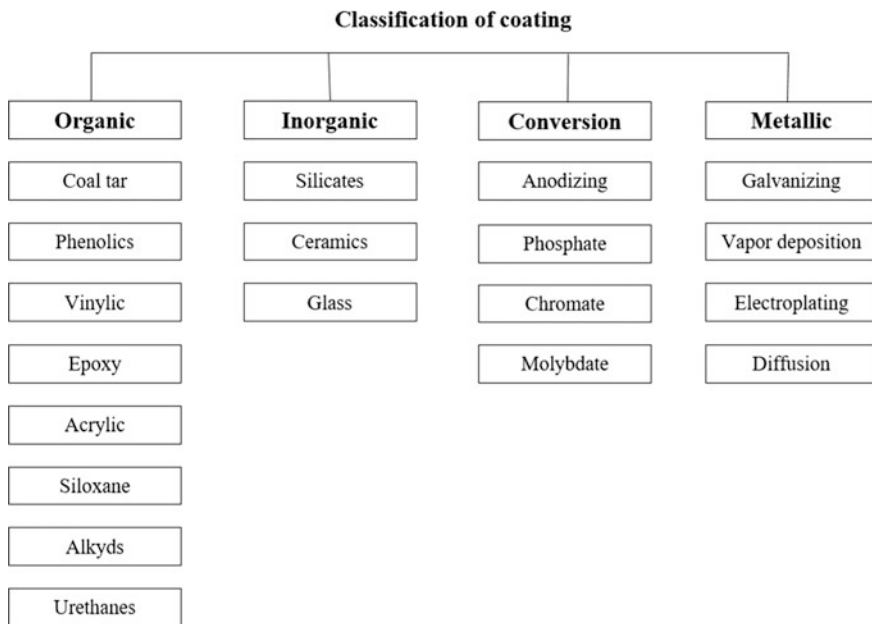 Classification of coating
Organic
Coal tar
Phenolics
Vinylic
Epoxy
Acrylic
Siloxane
Alkyds
Urethanes
Inorganic
Silicates
Ceramics
Glass
Conversion
Anodizing
Phosphate
Chromate
Molybdate
Metallic
Galvanizing
Vapor deposition
Electroplating
Diffusion